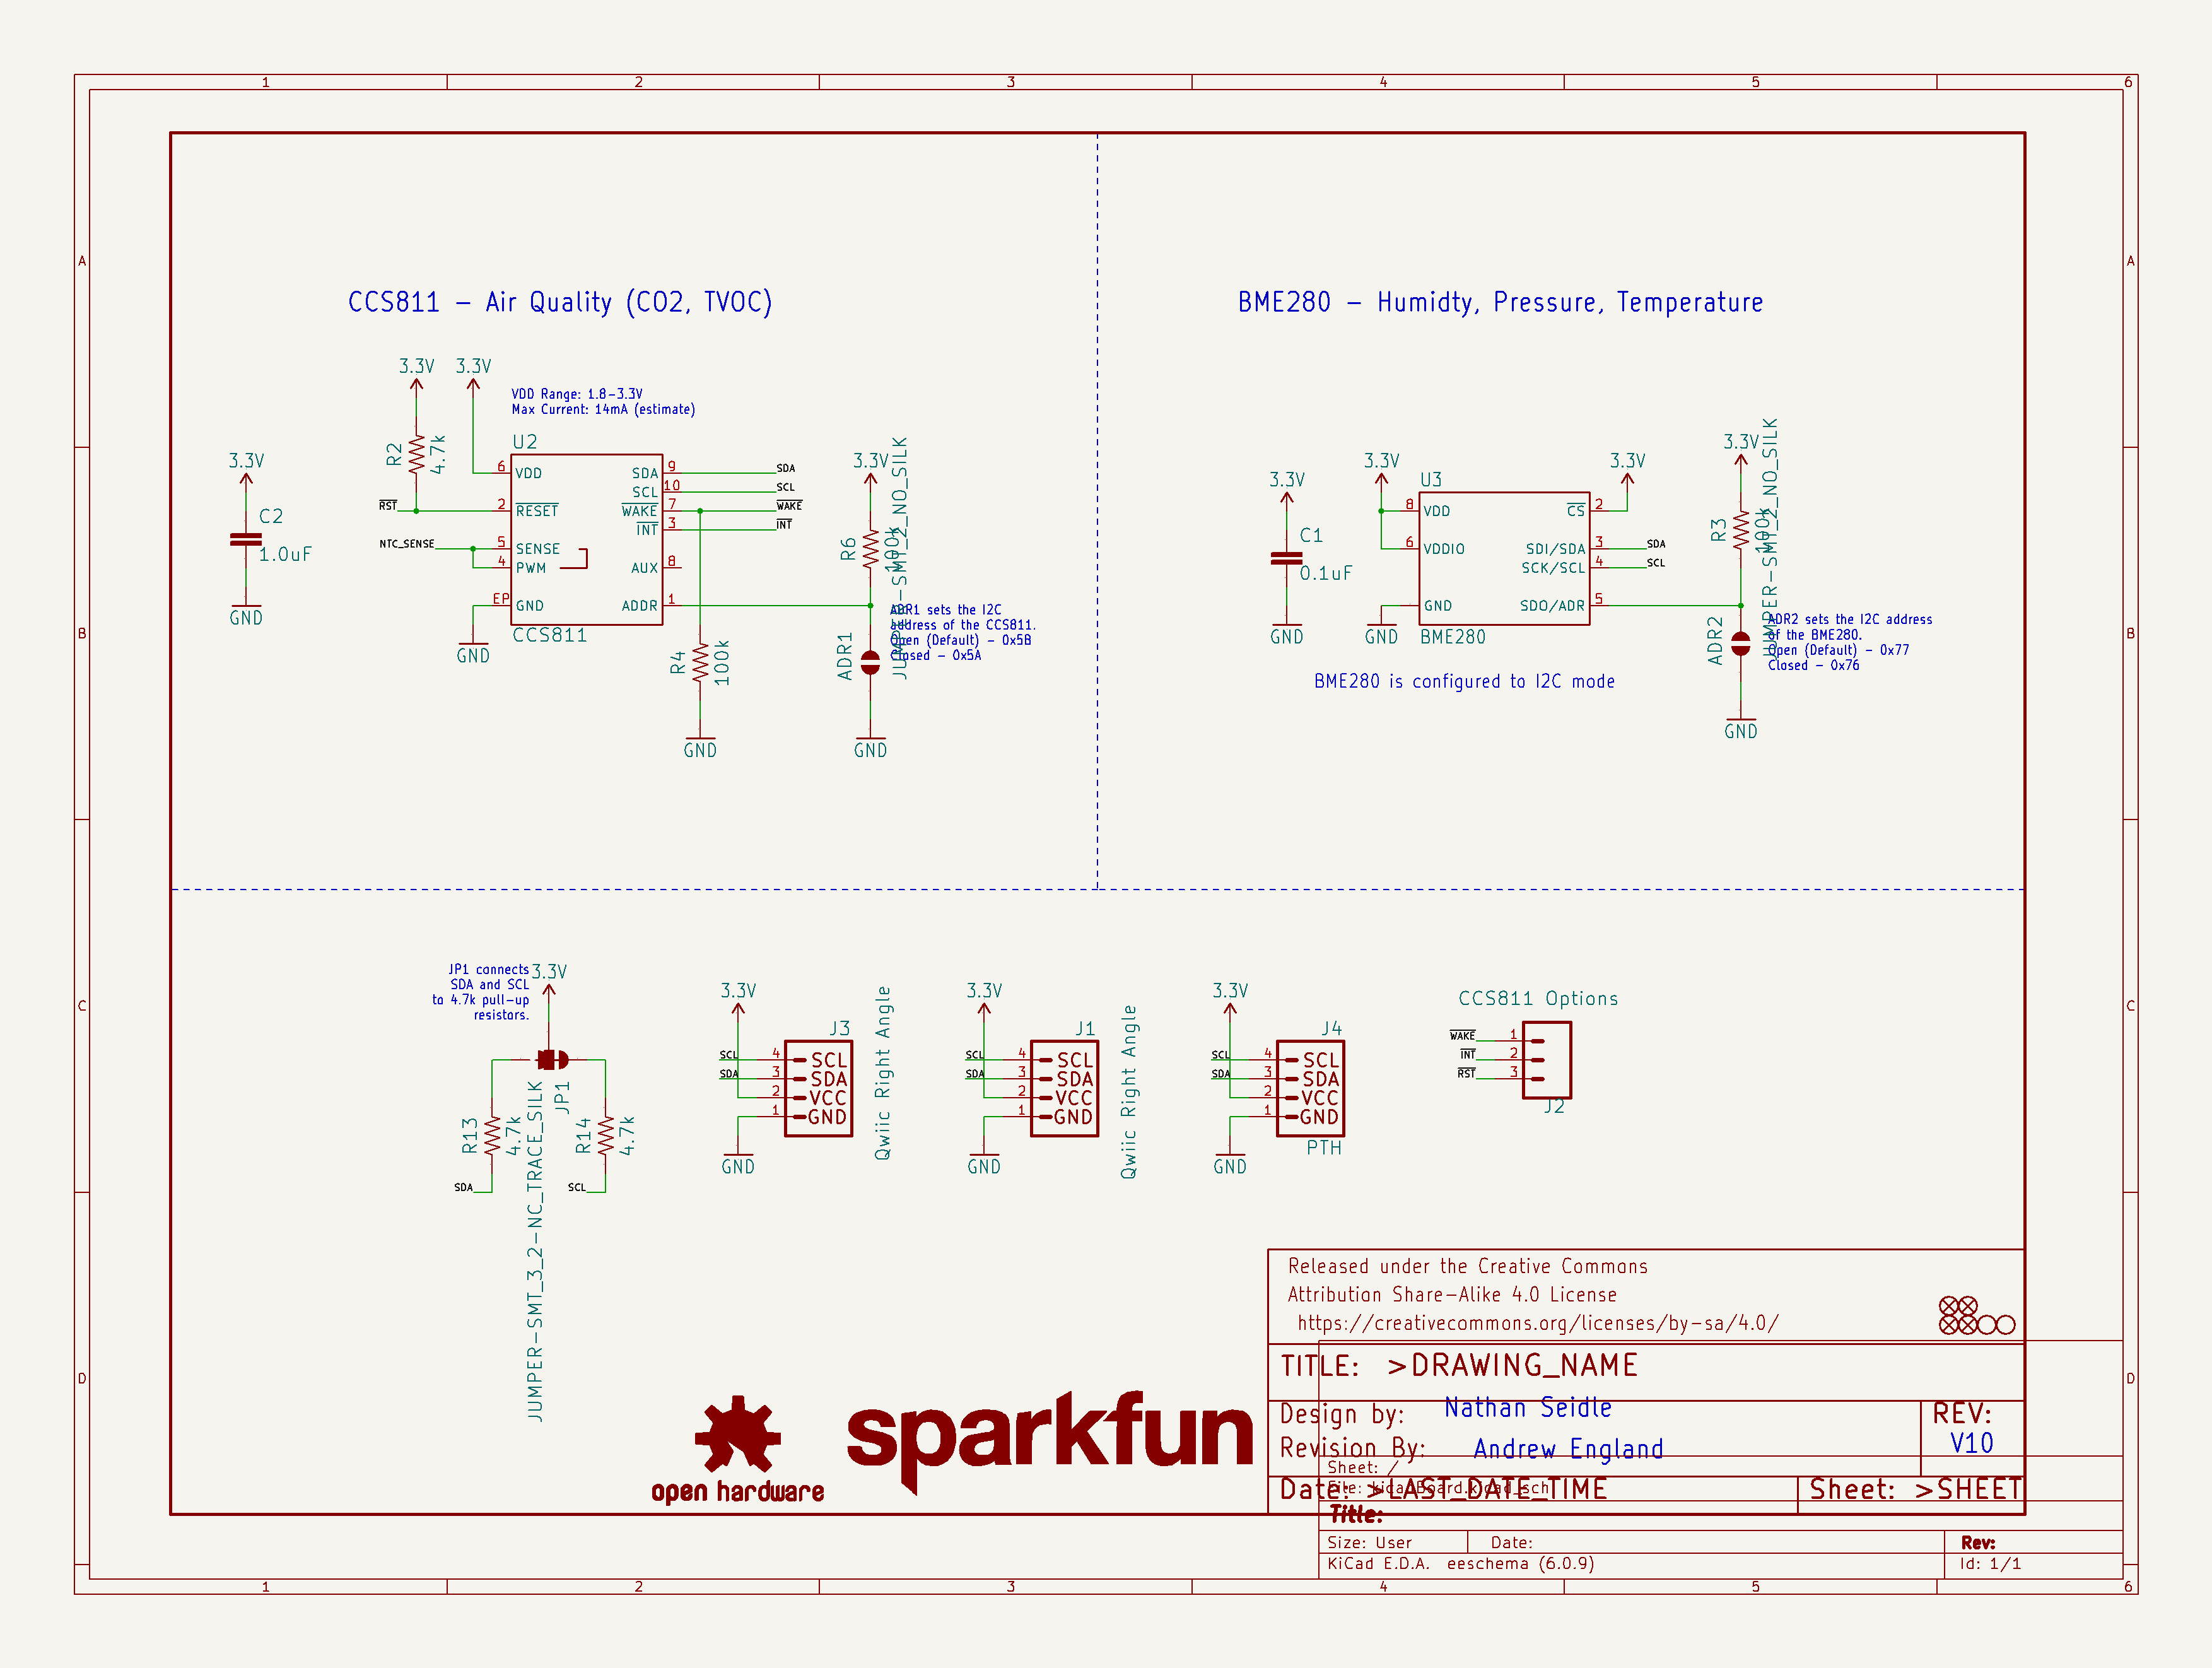 1 2 3 4 5 6
A
B
C
D
A
B
C
D
CCS811 – Air Quality (CO2, TVOC)
3.3V
C2
1.0uF
GND
3.3V
R2
4.7k
3.3V
VDD Range: 1.8–3.3V
Max Current: 14mA (estimate)
U2
RST
NTC_SENSE
6 VDD
2 RESET
5 SENSE
4 PWM
EP GND
SDA 9 SDA
SCL 10 SCL
WAKE 7 WAKE
INT 3 INT
AUX 8
ADDR 1
CCS811
GND
R4
100k
GND
3.3V
R6
100k
JUMPER-SMT_2_NO_SILK
ADR1
ADR1 sets the I2C
address of the CCS811.
Open (Default) – 0x5B
Closed – 0x5A
GND
BME280 – Humidty, Pressure, Temperature
3.3V
C1
0.1uF
GND
3.3V
U3
8 VDD
6 VDDIO
GND
CS 2
SDI/SDA 3 SDA
SCK/SCL 4 SCL
SDO/ADR 5
BME280
GND
3.3V
3.3V
R3
100k
JUMPER-SMT_2_NO_SILK
ADR2
ADR2 sets the I2C address
of the BME280.
Open (Default) – 0x77
Closed – 0x76
GND
BME280 is configured to I2C mode
JP1 connects
SDA and SCL
to 4.7k pull-up
resistors.
3.3V
JP1
JUMPER-SMT_3_2-NC_TRACE_SILK
R13
4.7k
SDA
R14
4.7k
SCL
3.3V
J3
SCL 4 SCL
SDA 3 SDA
2 VCC
1 GND
GND
Qwiic Right Angle
3.3V
J1
SCL 4 SCL
SDA 3 SDA
2 VCC
1 GND
GND
Qwiic Right Angle
3.3V
J4
SCL 4 SCL
SDA 3 SDA
2 VCC
1 GND
PTH
GND
CCS811 Options
WAKE 1
INT 2
RST 3
J2
open hardware
sparkfun
Released under the Creative Commons
Attribution Share-Alike 4.0 License
https://creativecommons.org/licenses/by-sa/4.0/
TITLE: >DRAWING_NAME
Design by: Nathan Seidle
Revision By: Andrew England
REV:
V10
Date: >LAST_DATE_TIME
Sheet: >SHEET
Sheet: /
File: kicadBoard.kicad_sch
Title:
Size: User Date: Rev:
KiCad E.D.A. eeschema (6.0.9) Id: 1/1
1 2 3 4 5 6